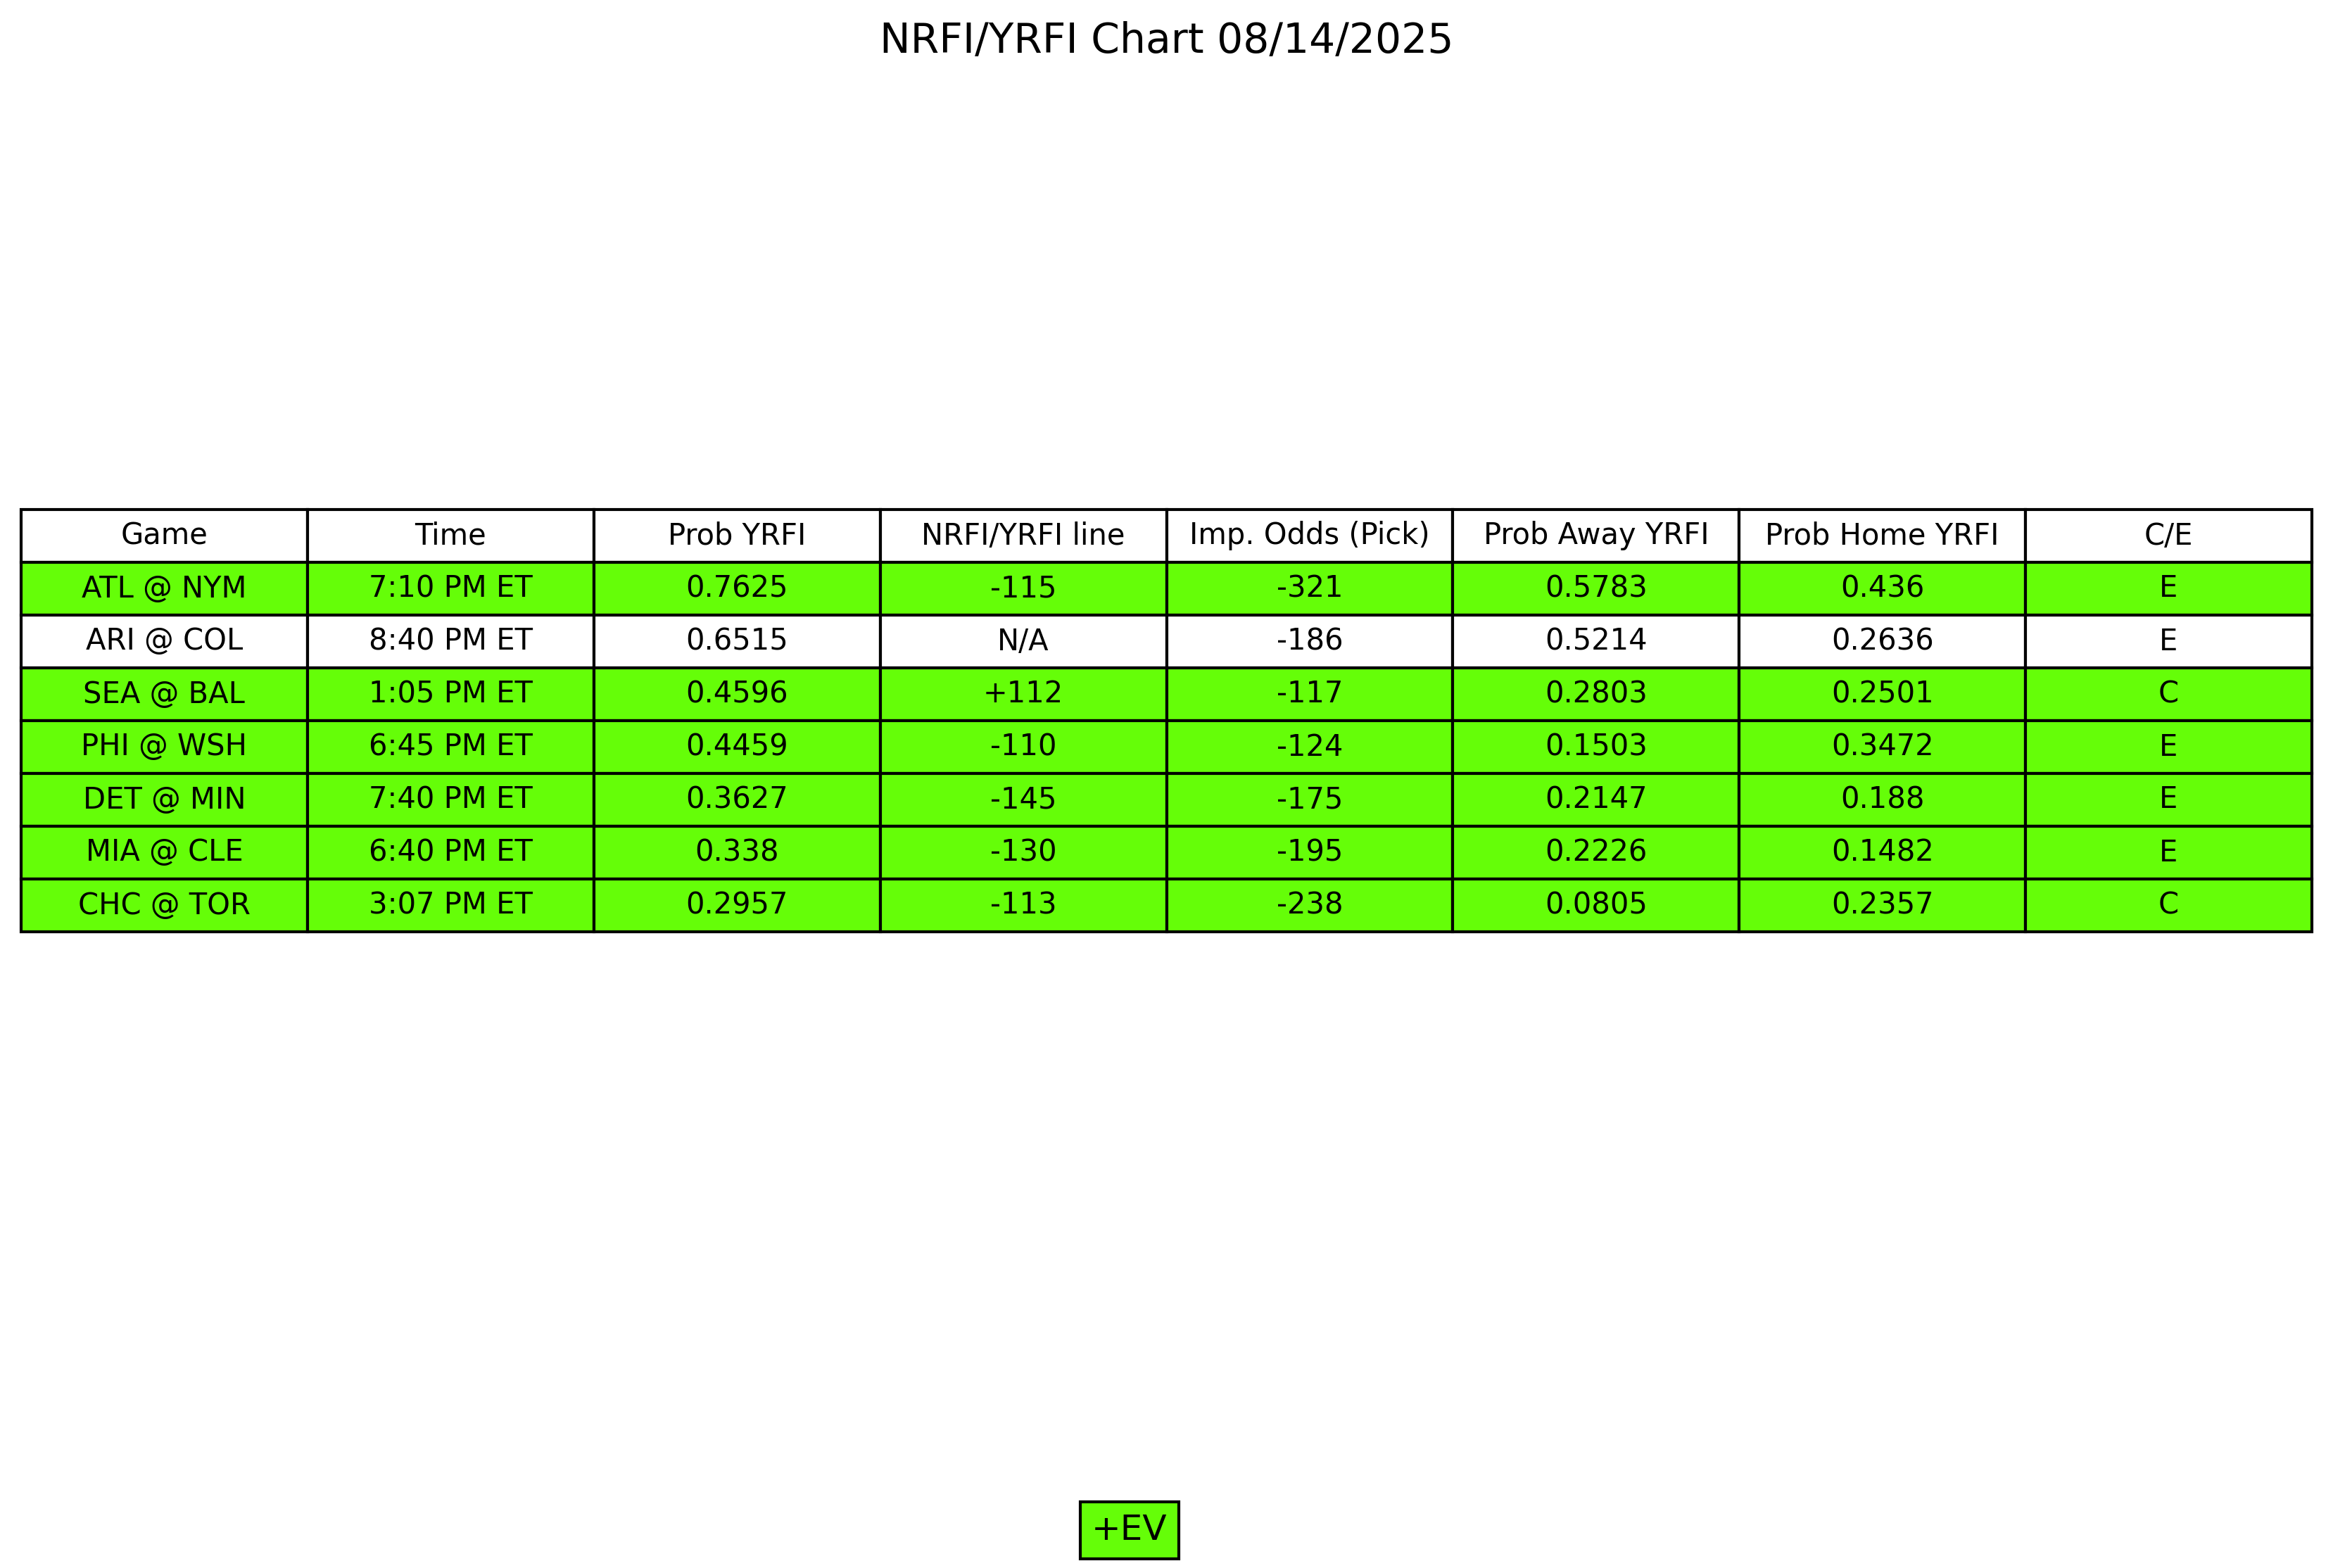 NRFI/YRFI Chart 08/14/2025
Game Time Prob YRFI NRFI/YRFI line Imp. Odds (Pick) Prob Away YRFI Prob Home YRFI C/E
ATL @ NYM 7:10 PM ET 0.7625 -115 -321 0.5783 0.436 E
ARI @ COL 8:40 PM ET 0.6515 N/A -186 0.5214 0.2636 E
SEA @ BAL 1:05 PM ET 0.4596 +112 -117 0.2803 0.2501 C
PHI @ WSH 6:45 PM ET 0.4459 -110 -124 0.1503 0.3472 E
DET @ MIN 7:40 PM ET 0.3627 -145 -175 0.2147 0.188 E
MIA @ CLE 6:40 PM ET 0.338 -130 -195 0.2226 0.1482 E
CHC @ TOR 3:07 PM ET 0.2957 -113 -238 0.0805 0.2357 C
+EV